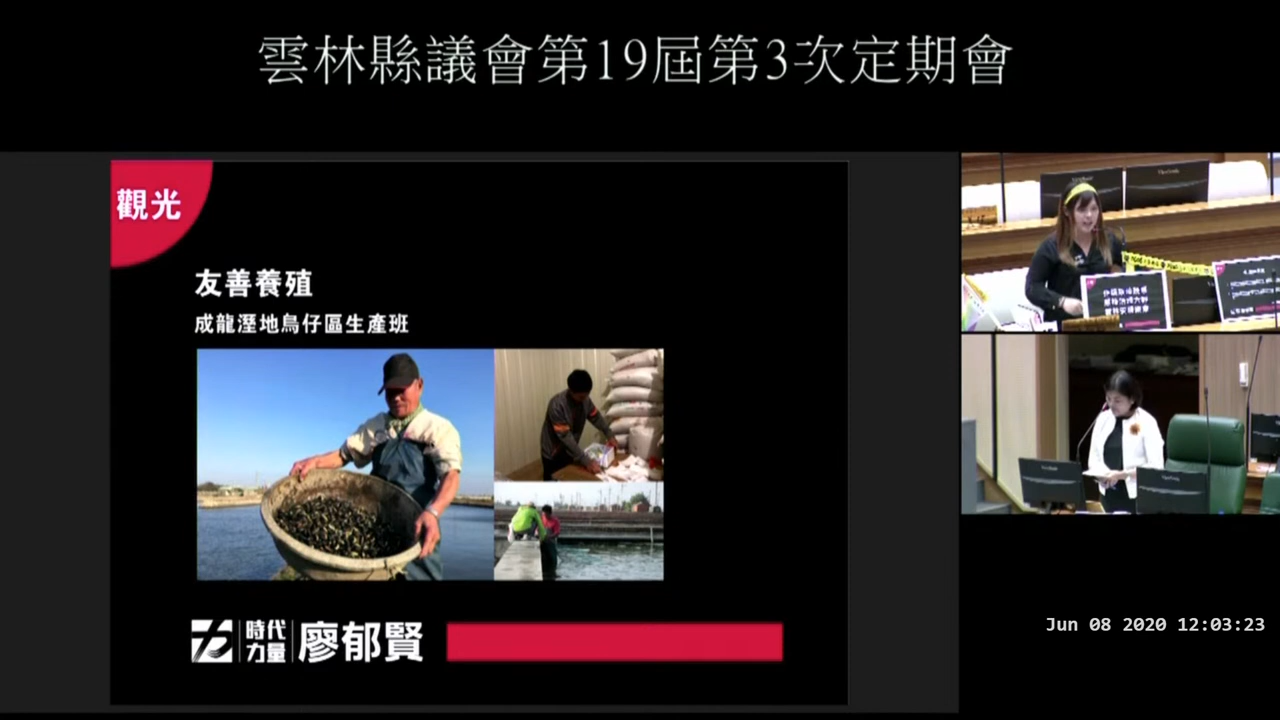 雲林縣議會第19屆第3次定期會
觀光
友善養殖
成龍溼地鳥仔區生產班
時代
力量
廖郁賢
Jun 08 2020 12:03:23